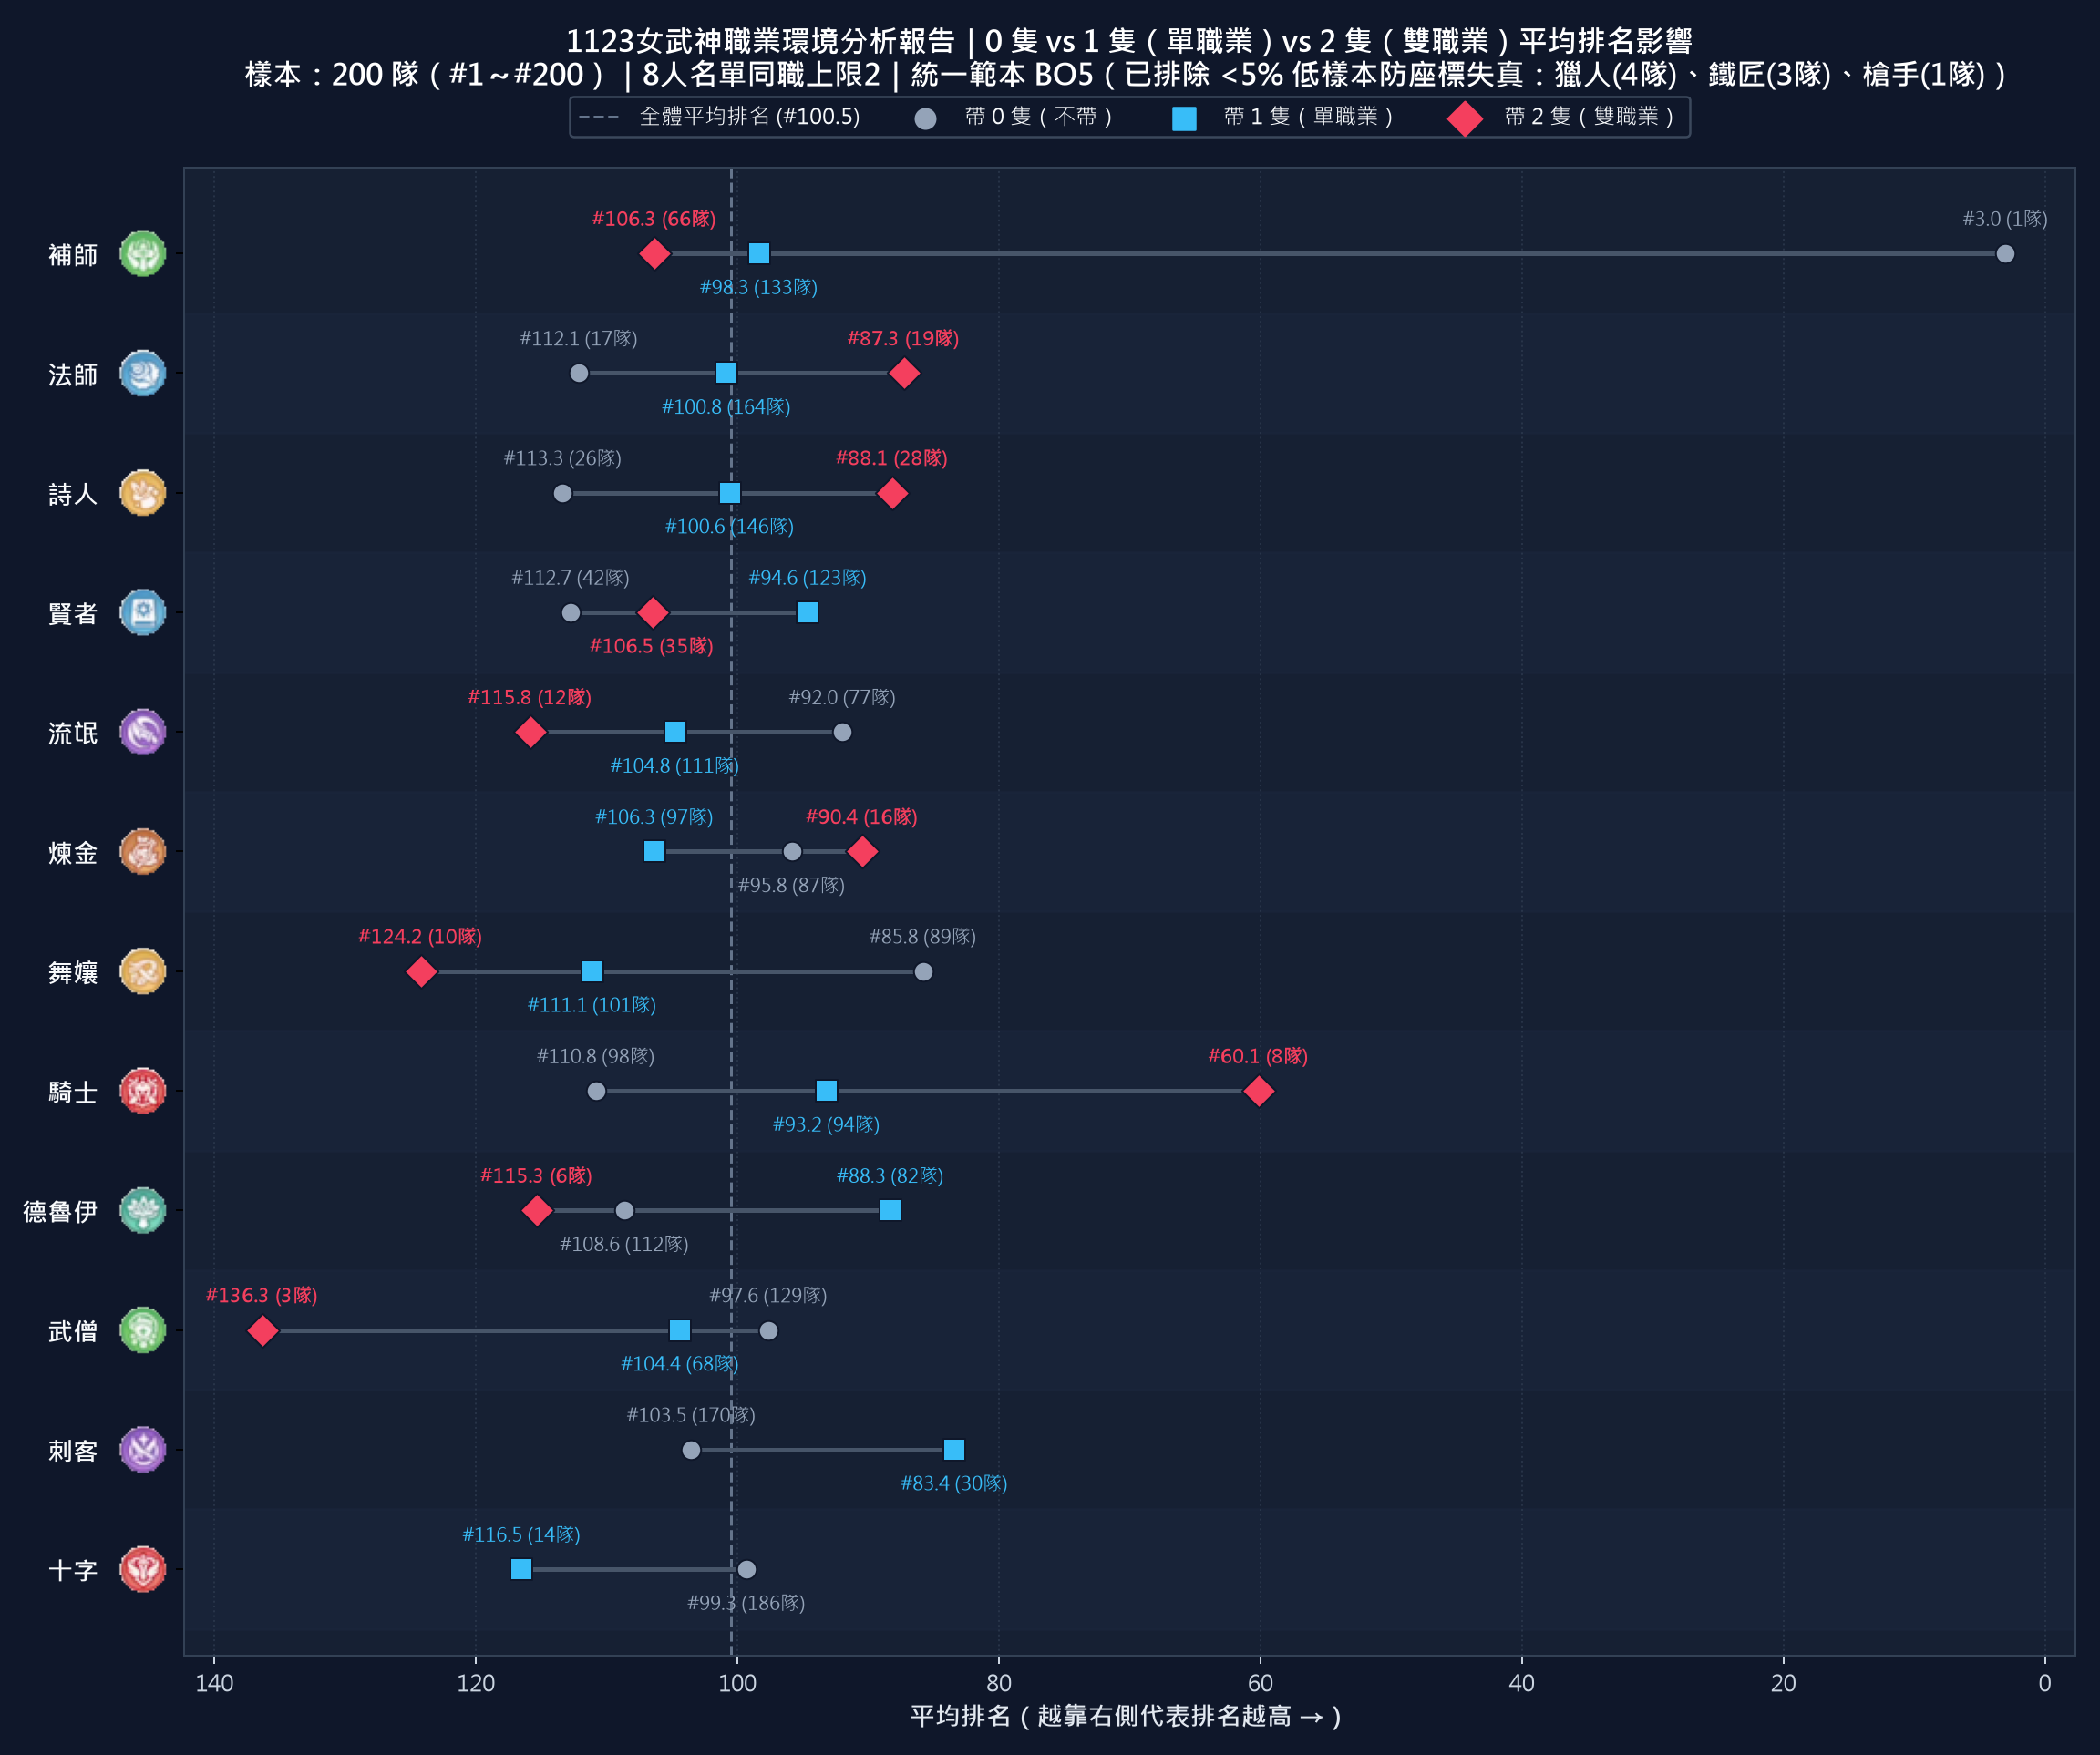 1123女武神職業環境分析報告 | 0 隻 vs 1 隻（單職業）vs 2 隻（雙職業）平均排名影響
樣本：200 隊（#1～#200）｜8人名單同職上限2｜統一範本 BO5（已排除 <5% 低樣本防座標失真：獵人(4隊)、鐵匠(3隊)、槍手(1隊)）
全體平均排名 (#100.5)
帶 0 隻（不帶）
帶 1 隻（單職業）
帶 2 隻（雙職業）
補師
#106.3 (66隊)
#98.3 (133隊)
#3.0 (1隊)
法師
#112.1 (17隊)
#100.8 (164隊)
#87.3 (19隊)
詩人
#113.3 (26隊)
#100.6 (146隊)
#88.1 (28隊)
賢者
#112.7 (42隊)
#106.5 (35隊)
#94.6 (123隊)
流氓
#115.8 (12隊)
#104.8 (111隊)
#92.0 (77隊)
煉金
#106.3 (97隊)
#95.8 (87隊)
#90.4 (16隊)
舞孃
#124.2 (10隊)
#111.1 (101隊)
#85.8 (89隊)
騎士
#110.8 (98隊)
#93.2 (94隊)
#60.1 (8隊)
德魯伊
#115.3 (6隊)
#108.6 (112隊)
#88.3 (82隊)
武僧
#136.3 (3隊)
#104.4 (68隊)
#97.6 (129隊)
刺客
#103.5 (170隊)
#83.4 (30隊)
十字
#116.5 (14隊)
#99.3 (186隊)
140
120
100
80
60
40
20
0
平均排名（越靠右側代表排名越高 →）